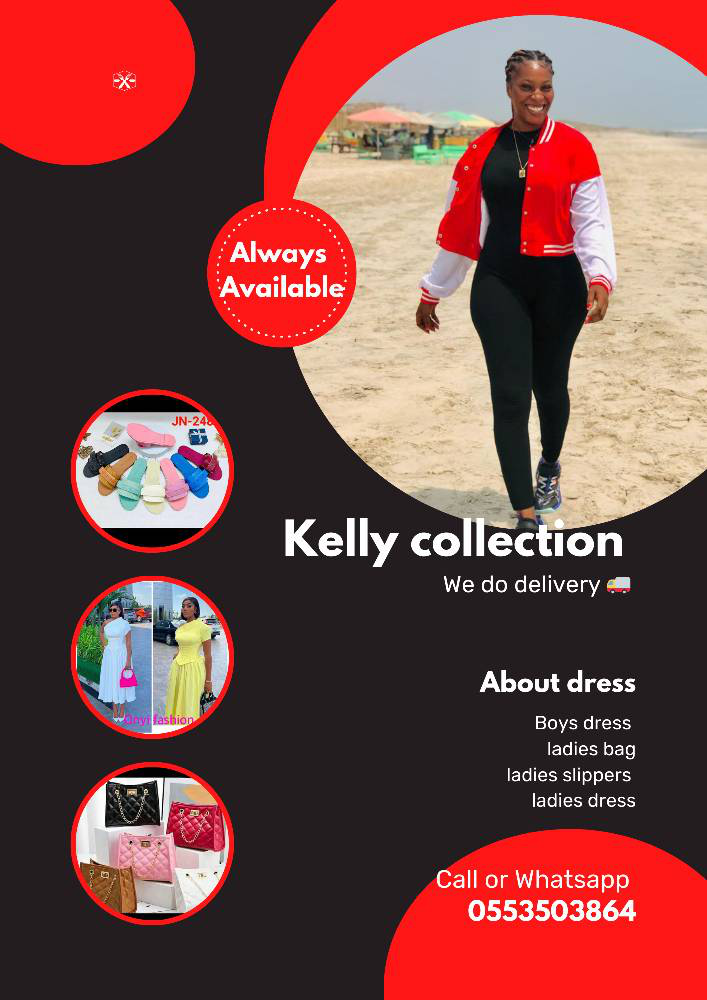 Always
Available
JN-248
Onyi fashion
Kelly collection
We do delivery 🚚
About dress
Boys dress
ladies bag
ladies slippers
ladies dress
Call or Whatsapp
0553503864